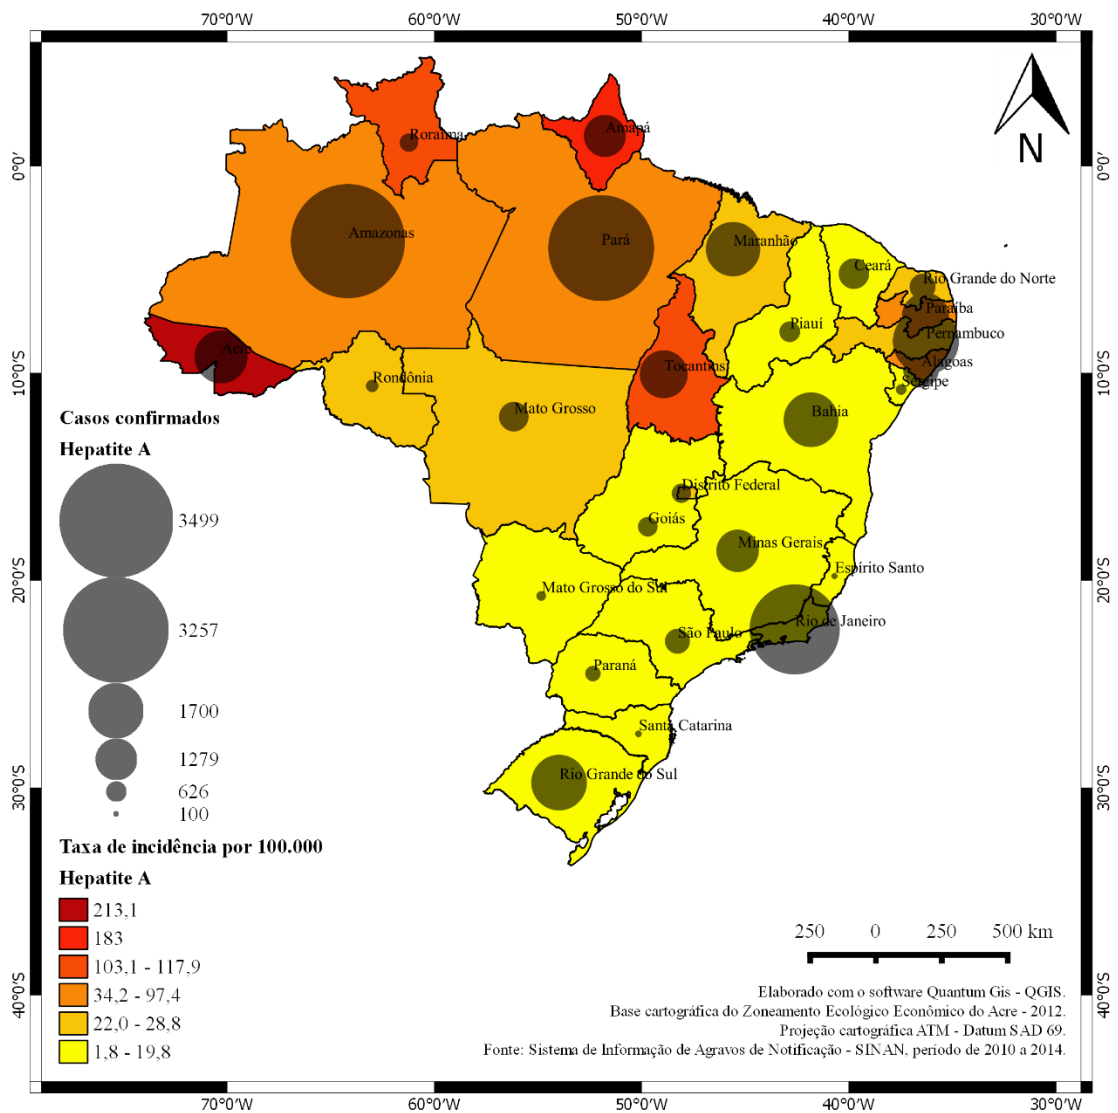 70°0'W 60°0'W 50°0'W 40°0'W 30°0'W
N
0°0' 0°0'
10°0'S 10°0'S
20°0'S 20°0'S
30°0'S 30°0'S
40°0'S 40°0'S
Roraima
Amapá
Amazonas
Pará
Maranhão
Ceará
Rio Grande do Norte
Paraíba
Piauí
Pernambuco
Acre
Alagoas
Tocantins
Rondônia
Sergipe
Mato Grosso
Bahia
Distrito Federal
Goiás
Minas Gerais
Espírito Santo
Mato Grosso do Sul
Rio de Janeiro
São Paulo
Paraná
Santa Catarina
Rio Grande do Sul
Casos confirmados
Hepatite A
3499
3257
1700
1279
626
100
Taxa de incidência por 100.000
Hepatite A
213,1
183
103,1 - 117,9
34,2 - 97,4
22,0 - 28,8
1,8 - 19,8
250 0 250 500 km
Elaborado com o software Quantum Gis - QGIS.
Base cartográfica do Zoneamento Ecológico Econômico do Acre - 2012.
Projeção cartográfica ATM - Datum SAD 69.
Fonte: Sistema de Informação de Agravos de Notificação - SINAN, período de 2010 a 2014.
70°0'W 60°0'W 50°0'W 40°0'W 30°0'W